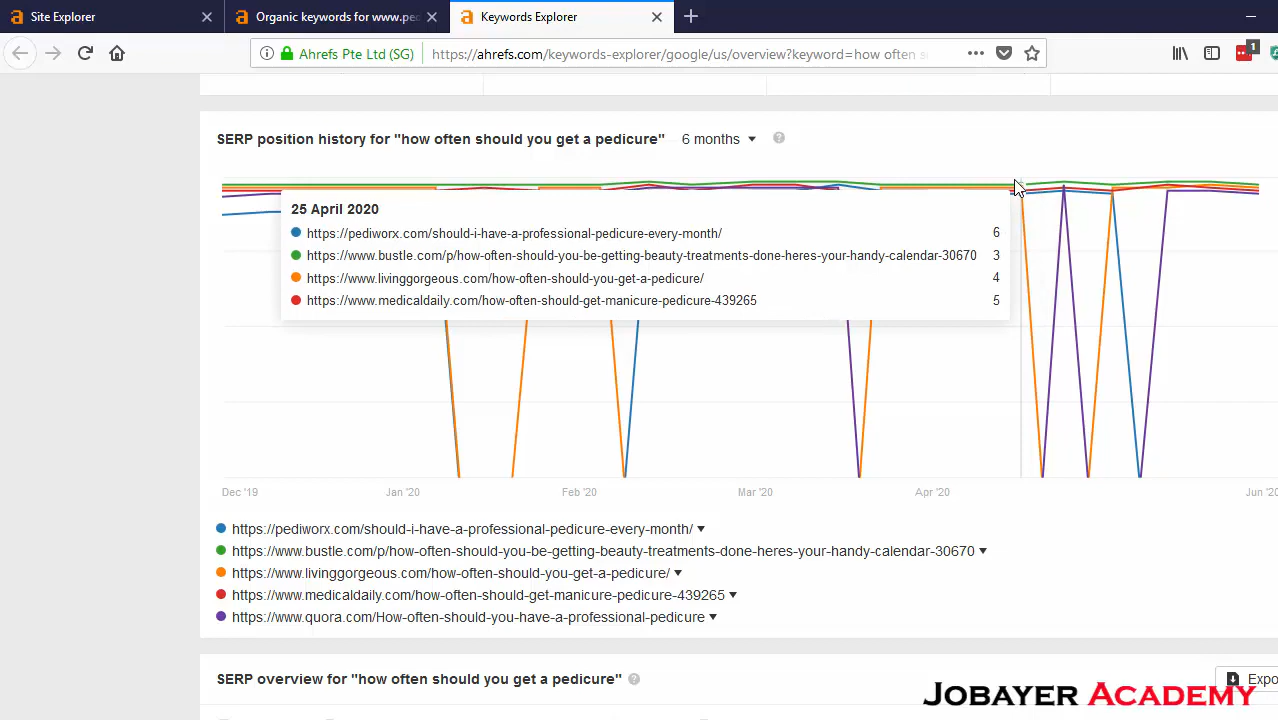 Site Explorer
Organic keywords for www.pe
Keywords Explorer
Ahrefs Pte Ltd (SG)
https://ahrefs.com/keywords-explorer/google/us/overview?keyword=how often s
1
SERP position history for "how often should you get a pedicure"
6 months
25 April 2020
https://pediworx.com/should-i-have-a-professional-pedicure-every-month/ 6
https://www.bustle.com/p/how-often-should-you-be-getting-beauty-treatments-done-heres-your-handy-calendar-30670 3
https://www.livinggorgeous.com/how-often-should-you-get-a-pedicure/ 4
https://www.medicaldaily.com/how-often-should-get-manicure-pedicure-439265 5
Dec '19 Jan '20 Feb '20 Mar '20 Apr '20 Jun '20
https://pediworx.com/should-i-have-a-professional-pedicure-every-month/
https://www.bustle.com/p/how-often-should-you-be-getting-beauty-treatments-done-heres-your-handy-calendar-30670
https://www.livinggorgeous.com/how-often-should-you-get-a-pedicure/
https://www.medicaldaily.com/how-often-should-get-manicure-pedicure-439265
https://www.quora.com/How-often-should-you-have-a-professional-pedicure
SERP overview for "how often should you get a pedicure"
Expo
JOBAYER ACADEMY